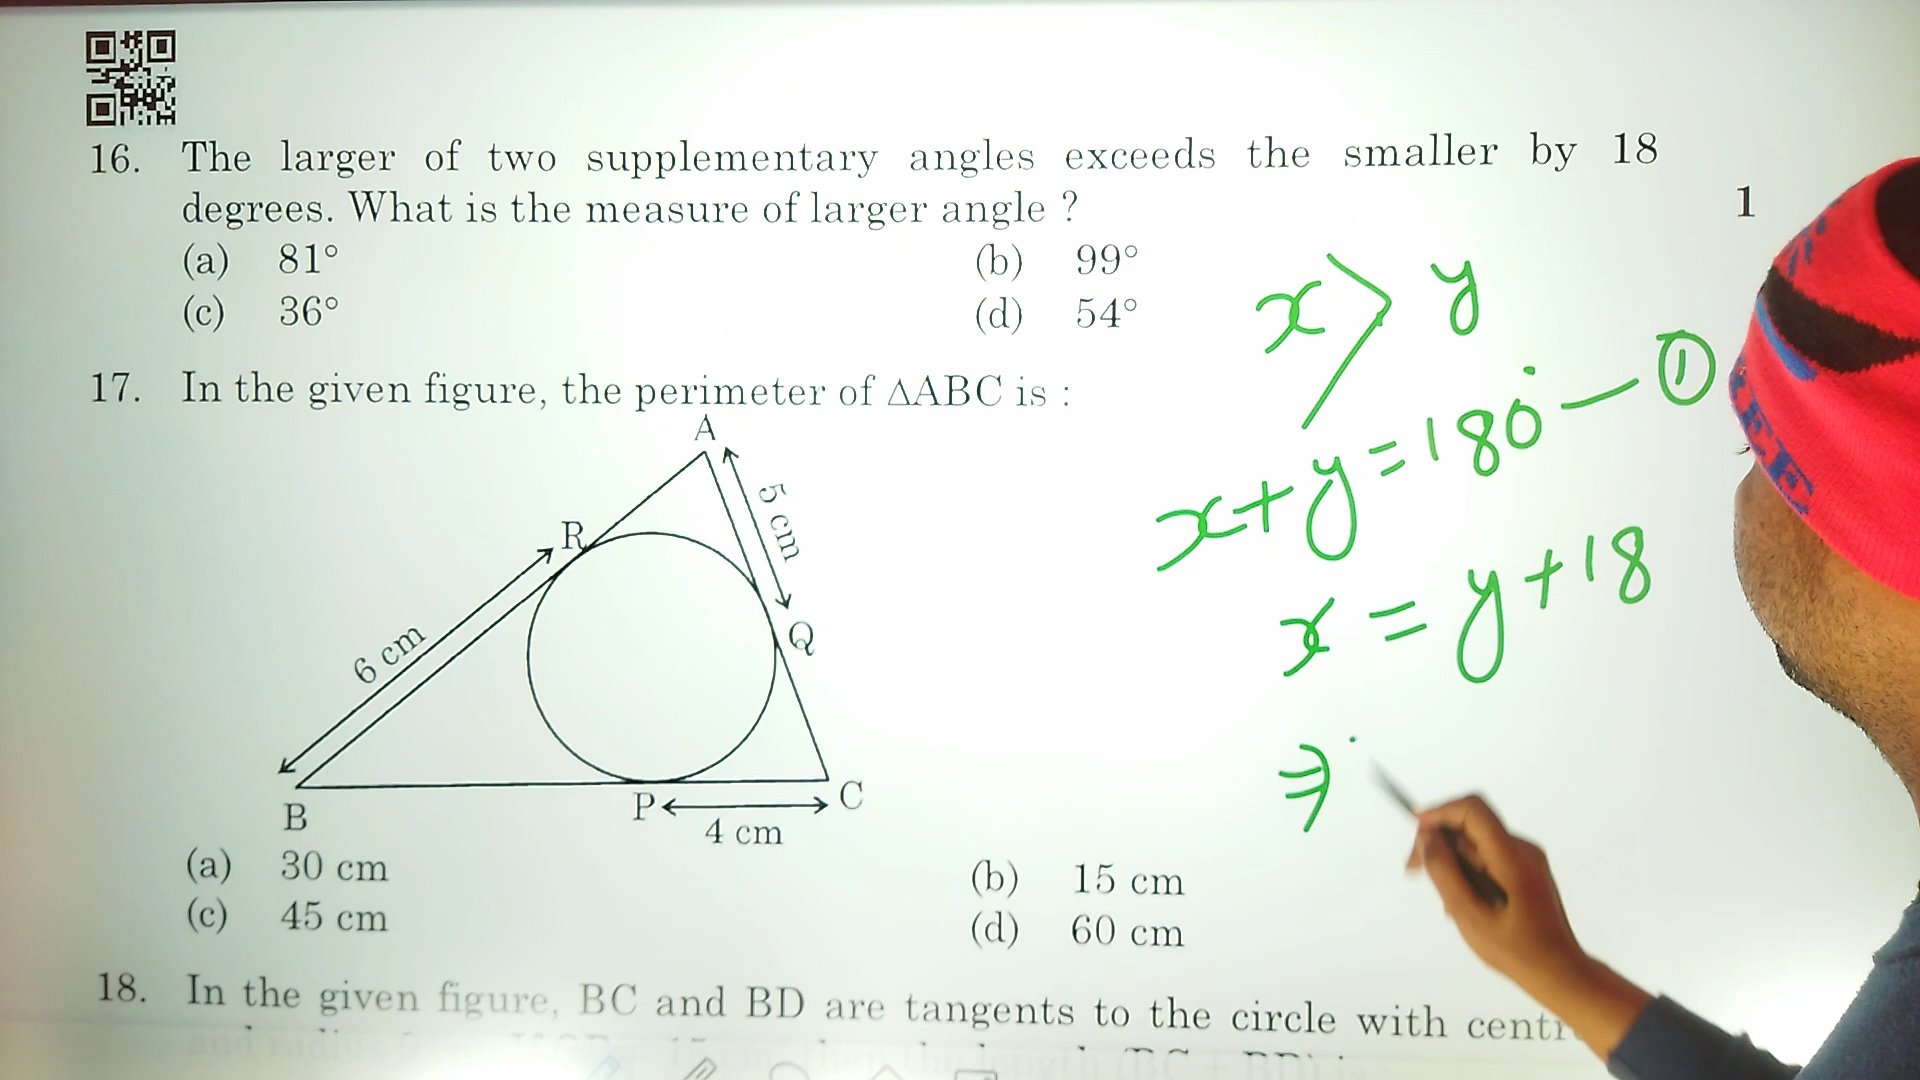 16. The larger of two supplementary angles exceeds the smaller by 18
degrees. What is the measure of larger angle ?
1
(a) 81°
(b) 99°
(c) 36°
(d) 54°
x > y
x + y = 180° — ①
x = y + 18
⇒
17. In the given figure, the perimeter of ΔABC is :
A
5 cm
R
Q
6 cm
B
P
C
4 cm
(a) 30 cm
(b) 15 cm
(c) 45 cm
(d) 60 cm
18. In the given figure, BC and BD are tangents to the circle with